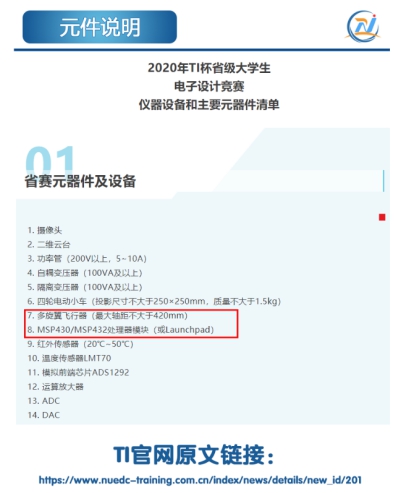 元件说明
2020年TI杯省级大学生
电子设计竞赛
仪器设备和主要元器件清单
01
省赛元器件及设备
1. 摄像头
2. 二维云台
3. 功率管（200V以上，5~10A）
4. 自耦变压器（100VA及以上）
5. 隔离变压器（100VA及以上）
6. 四轮电动小车（投影尺寸不大于250×250mm，质量不大于1.5kg）
7. 多旋翼飞行器（最大轴距不大于420mm）
8. MSP430/MSP432处理器模块（或Launchpad）
9. 红外传感器（20℃~50℃）
10. 温度传感器LMT70
11. 模拟前端芯片ADS1292
12. 运算放大器
13. ADC
14. DAC
TI官网原文链接：
https://www.nuedc-training.com.cn/index/news/details/new_id/201